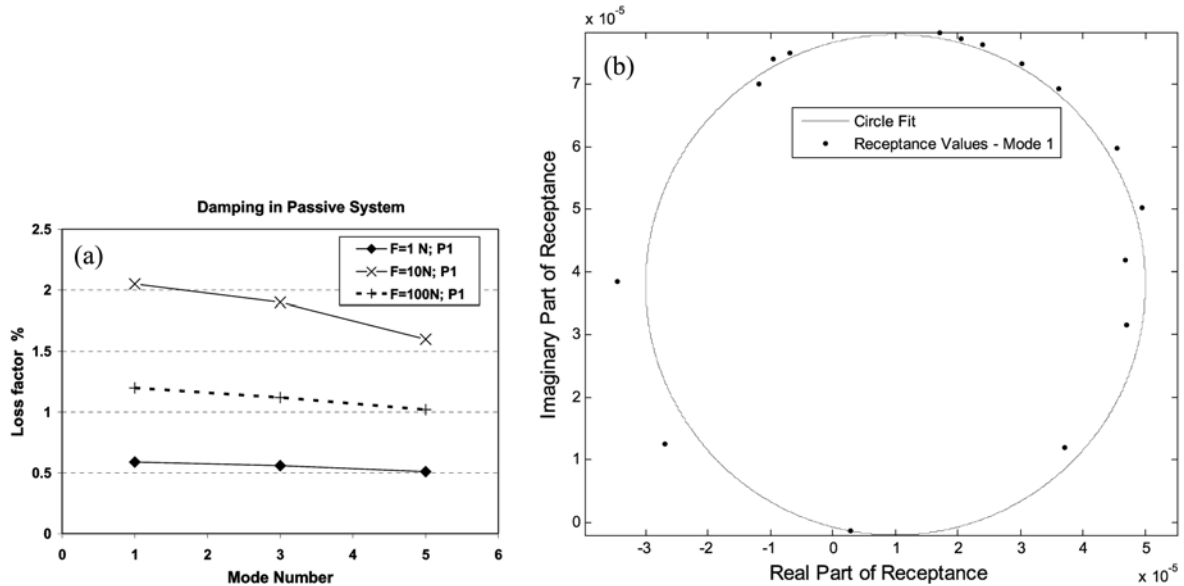 Damping in Passive System
(a)
F=1 N; P1
F=10N; P1
F=100N; P1
2.5
2
1.5
1
0.5
0
Loss factor %
0 1 2 3 4 5 6
Mode Number
x 10^-5
(b)
Circle Fit
Receptance Values - Mode 1
7
6
5
4
3
2
1
0
Imaginary Part of Receptance
-3 -2 -1 0 1 2 3 4 5
Real Part of Receptance
x 10^-5